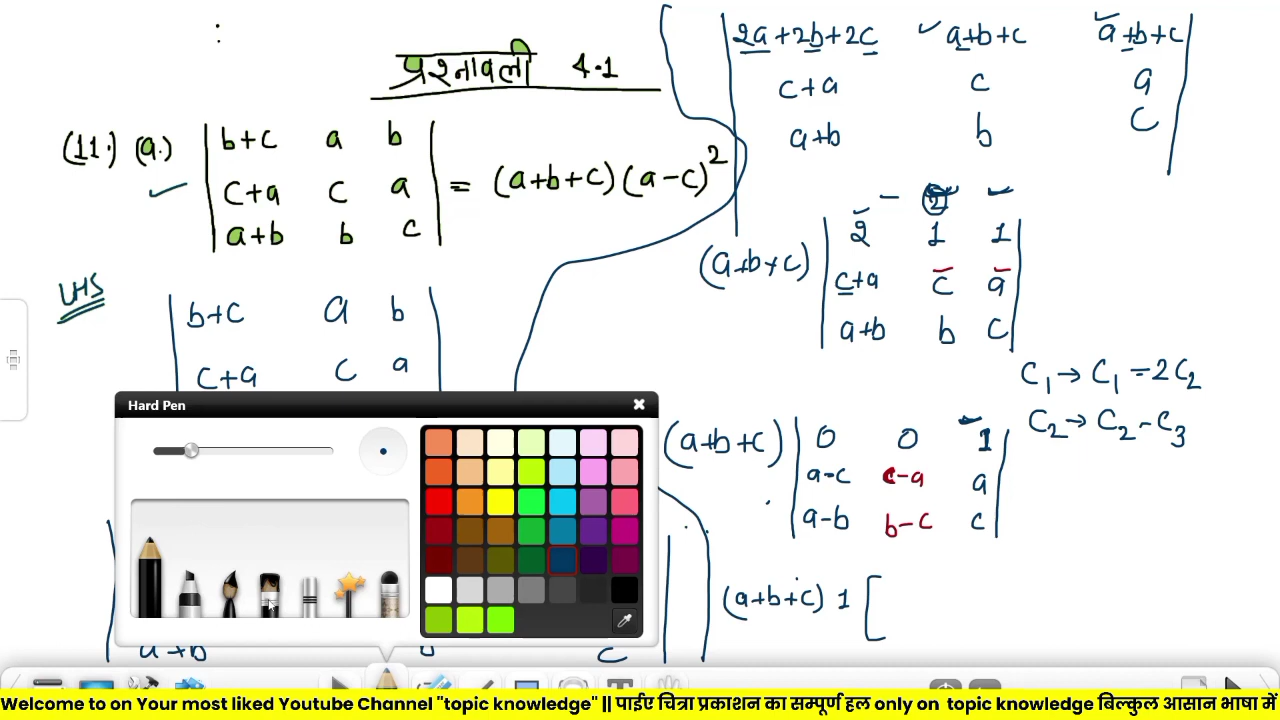 प्रश्नावली 4.1
(11.) (a.) | b+c a b |
| c+a c a | = (a+b+c) (a-c)²
| a+b b c |
LHS
| b+c a b |
| c+a c a |
Hard Pen
a+b b c
| 2a+2b+2c a+b+c a+b+c |
| c+a c a |
| a+b b c |
2
(a+b+c) | 2 1 1 |
| c+a c a |
| a+b b c |
C₁→ C₁ = 2C₂
C₂→ C₂ - C₃
(a+b+c) | 0 0 1 |
| a-c c-a a |
| a-b b-c c |
(a+b+c) 1 [
Welcome to on Your most liked Youtube Channel "topic knowledge" || पाईए चित्रा प्रकाशन का सम्पूर्ण हल only on topic knowledge बिल्कुल आसान भाषा में